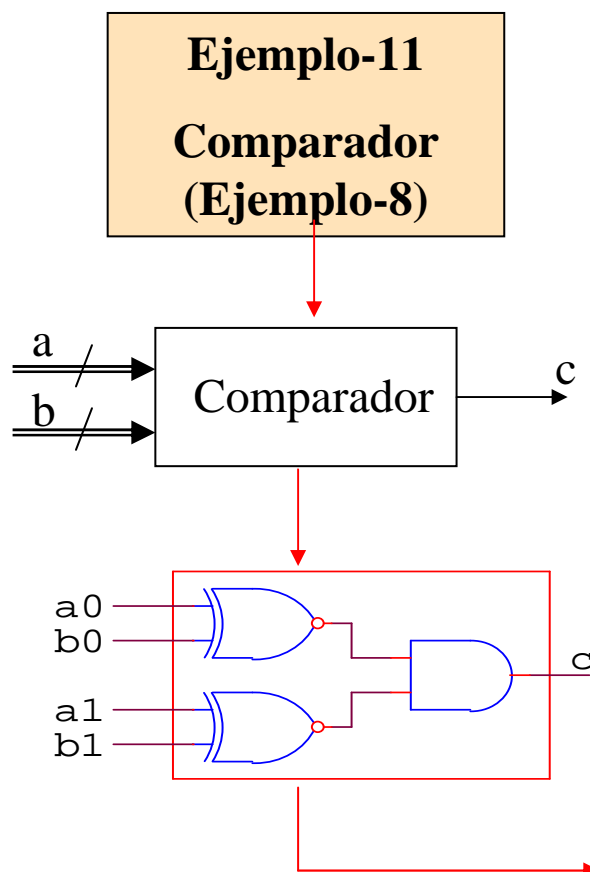 Ejemplo-11
Comparador
(Ejemplo-8)
a
b
Comparador
c
a0
b0
a1
b1
c